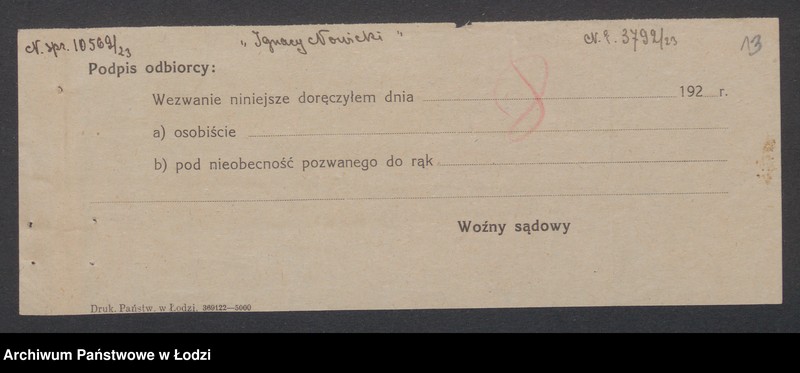 N. spr. 10569/23 "Ignacy Nowicki" N. P. 3792/23 13
Podpis odbiorcy:
Wezwanie niniejsze doręczyłem dnia 192 r.
8
a) osobiście
b) pod nieobecność pozwanego do rąk
Woźny sądowy
Druk. Państw. w Łodzi. 369122—5000
Archiwum Państwowe w Łodzi